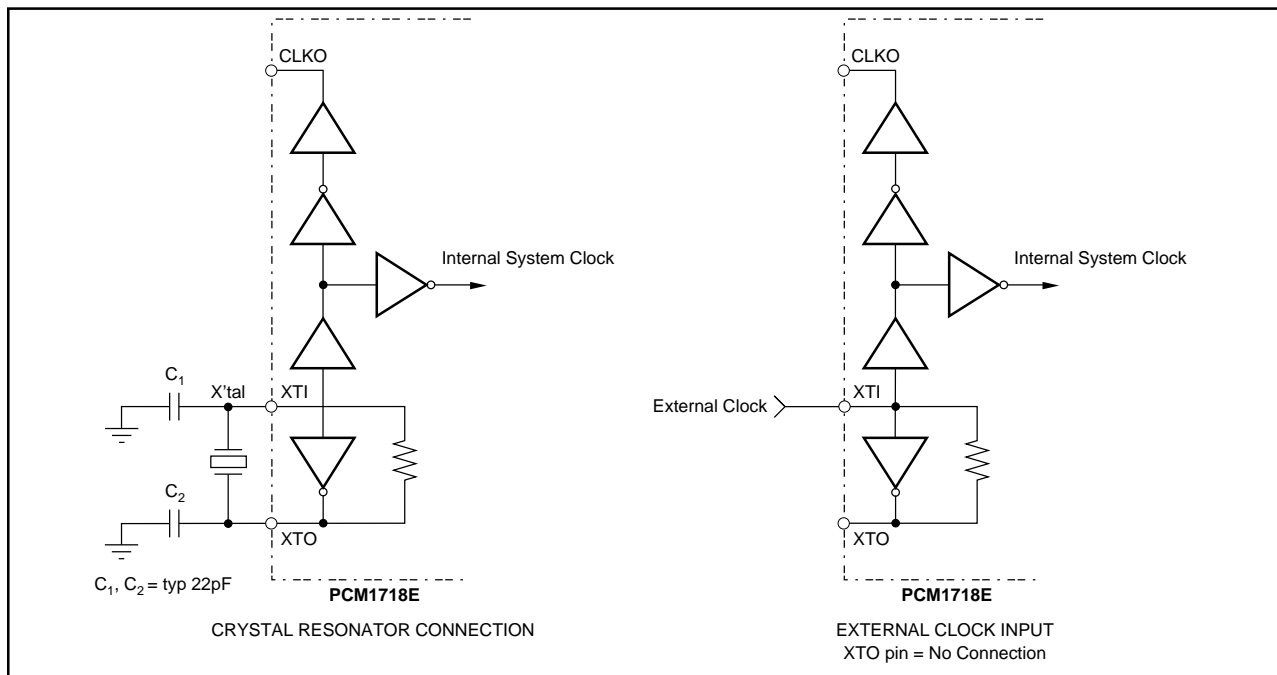 CLKO
Internal System Clock
C₁
X'tal
XTI
C₂
XTO
C₁, C₂ = typ 22pF
PCM1718E
CRYSTAL RESONATOR CONNECTION
CLKO
Internal System Clock
External Clock
XTI
XTO
PCM1718E
EXTERNAL CLOCK INPUT
XTO pin = No Connection